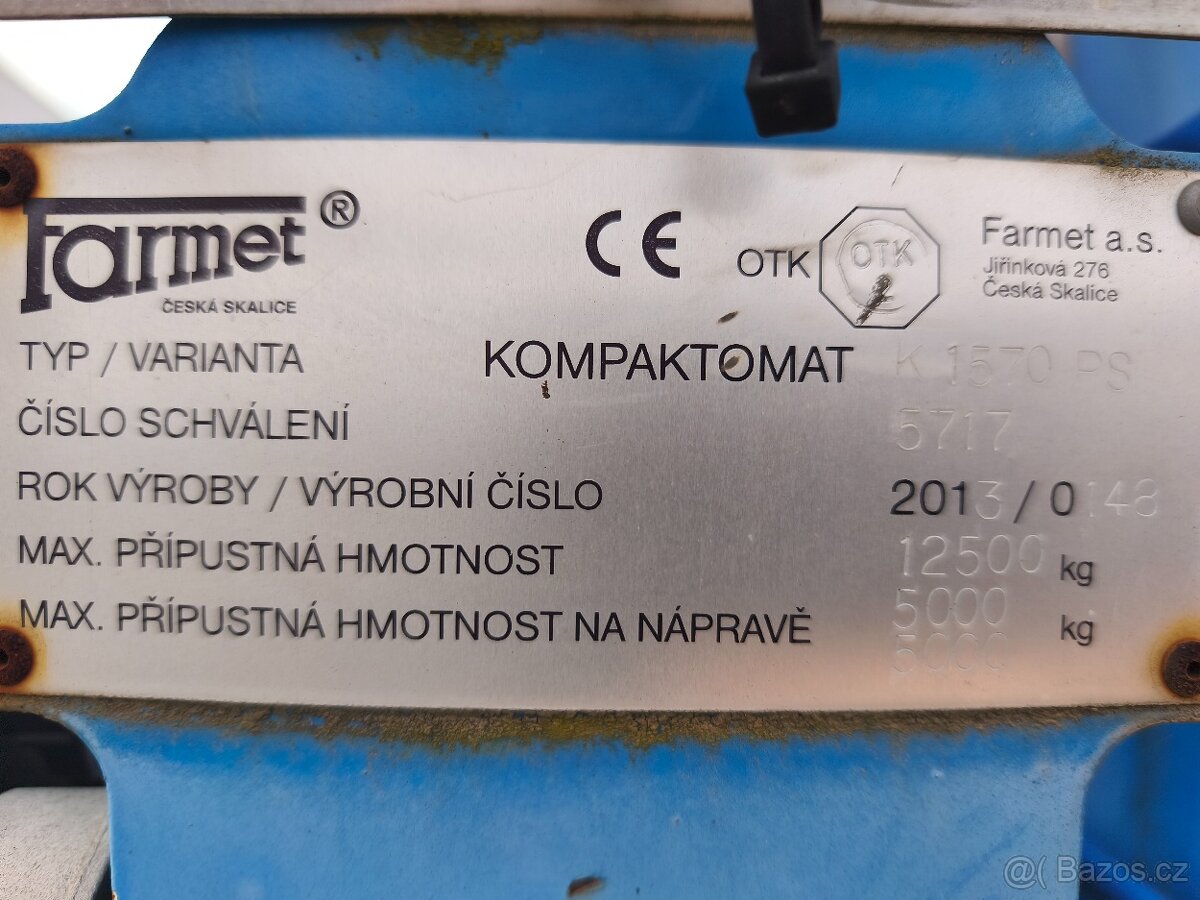 Farmet ®
ČESKÁ SKALICE
CE OTK OTK
Farmet a.s.
Jiřinková 276
Česká Skalice
TYP / VARIANTA KOMPAKTOMAT K 1570 PS
ČÍSLO SCHVÁLENÍ 5717
ROK VÝROBY / VÝROBNÍ ČÍSLO 2013 / 0148
MAX. PŘÍPUSTNÁ HMOTNOST 12500 kg
MAX. PŘÍPUSTNÁ HMOTNOST NA NÁPRAVĚ 5000 kg
5000
@( Bazos.cz